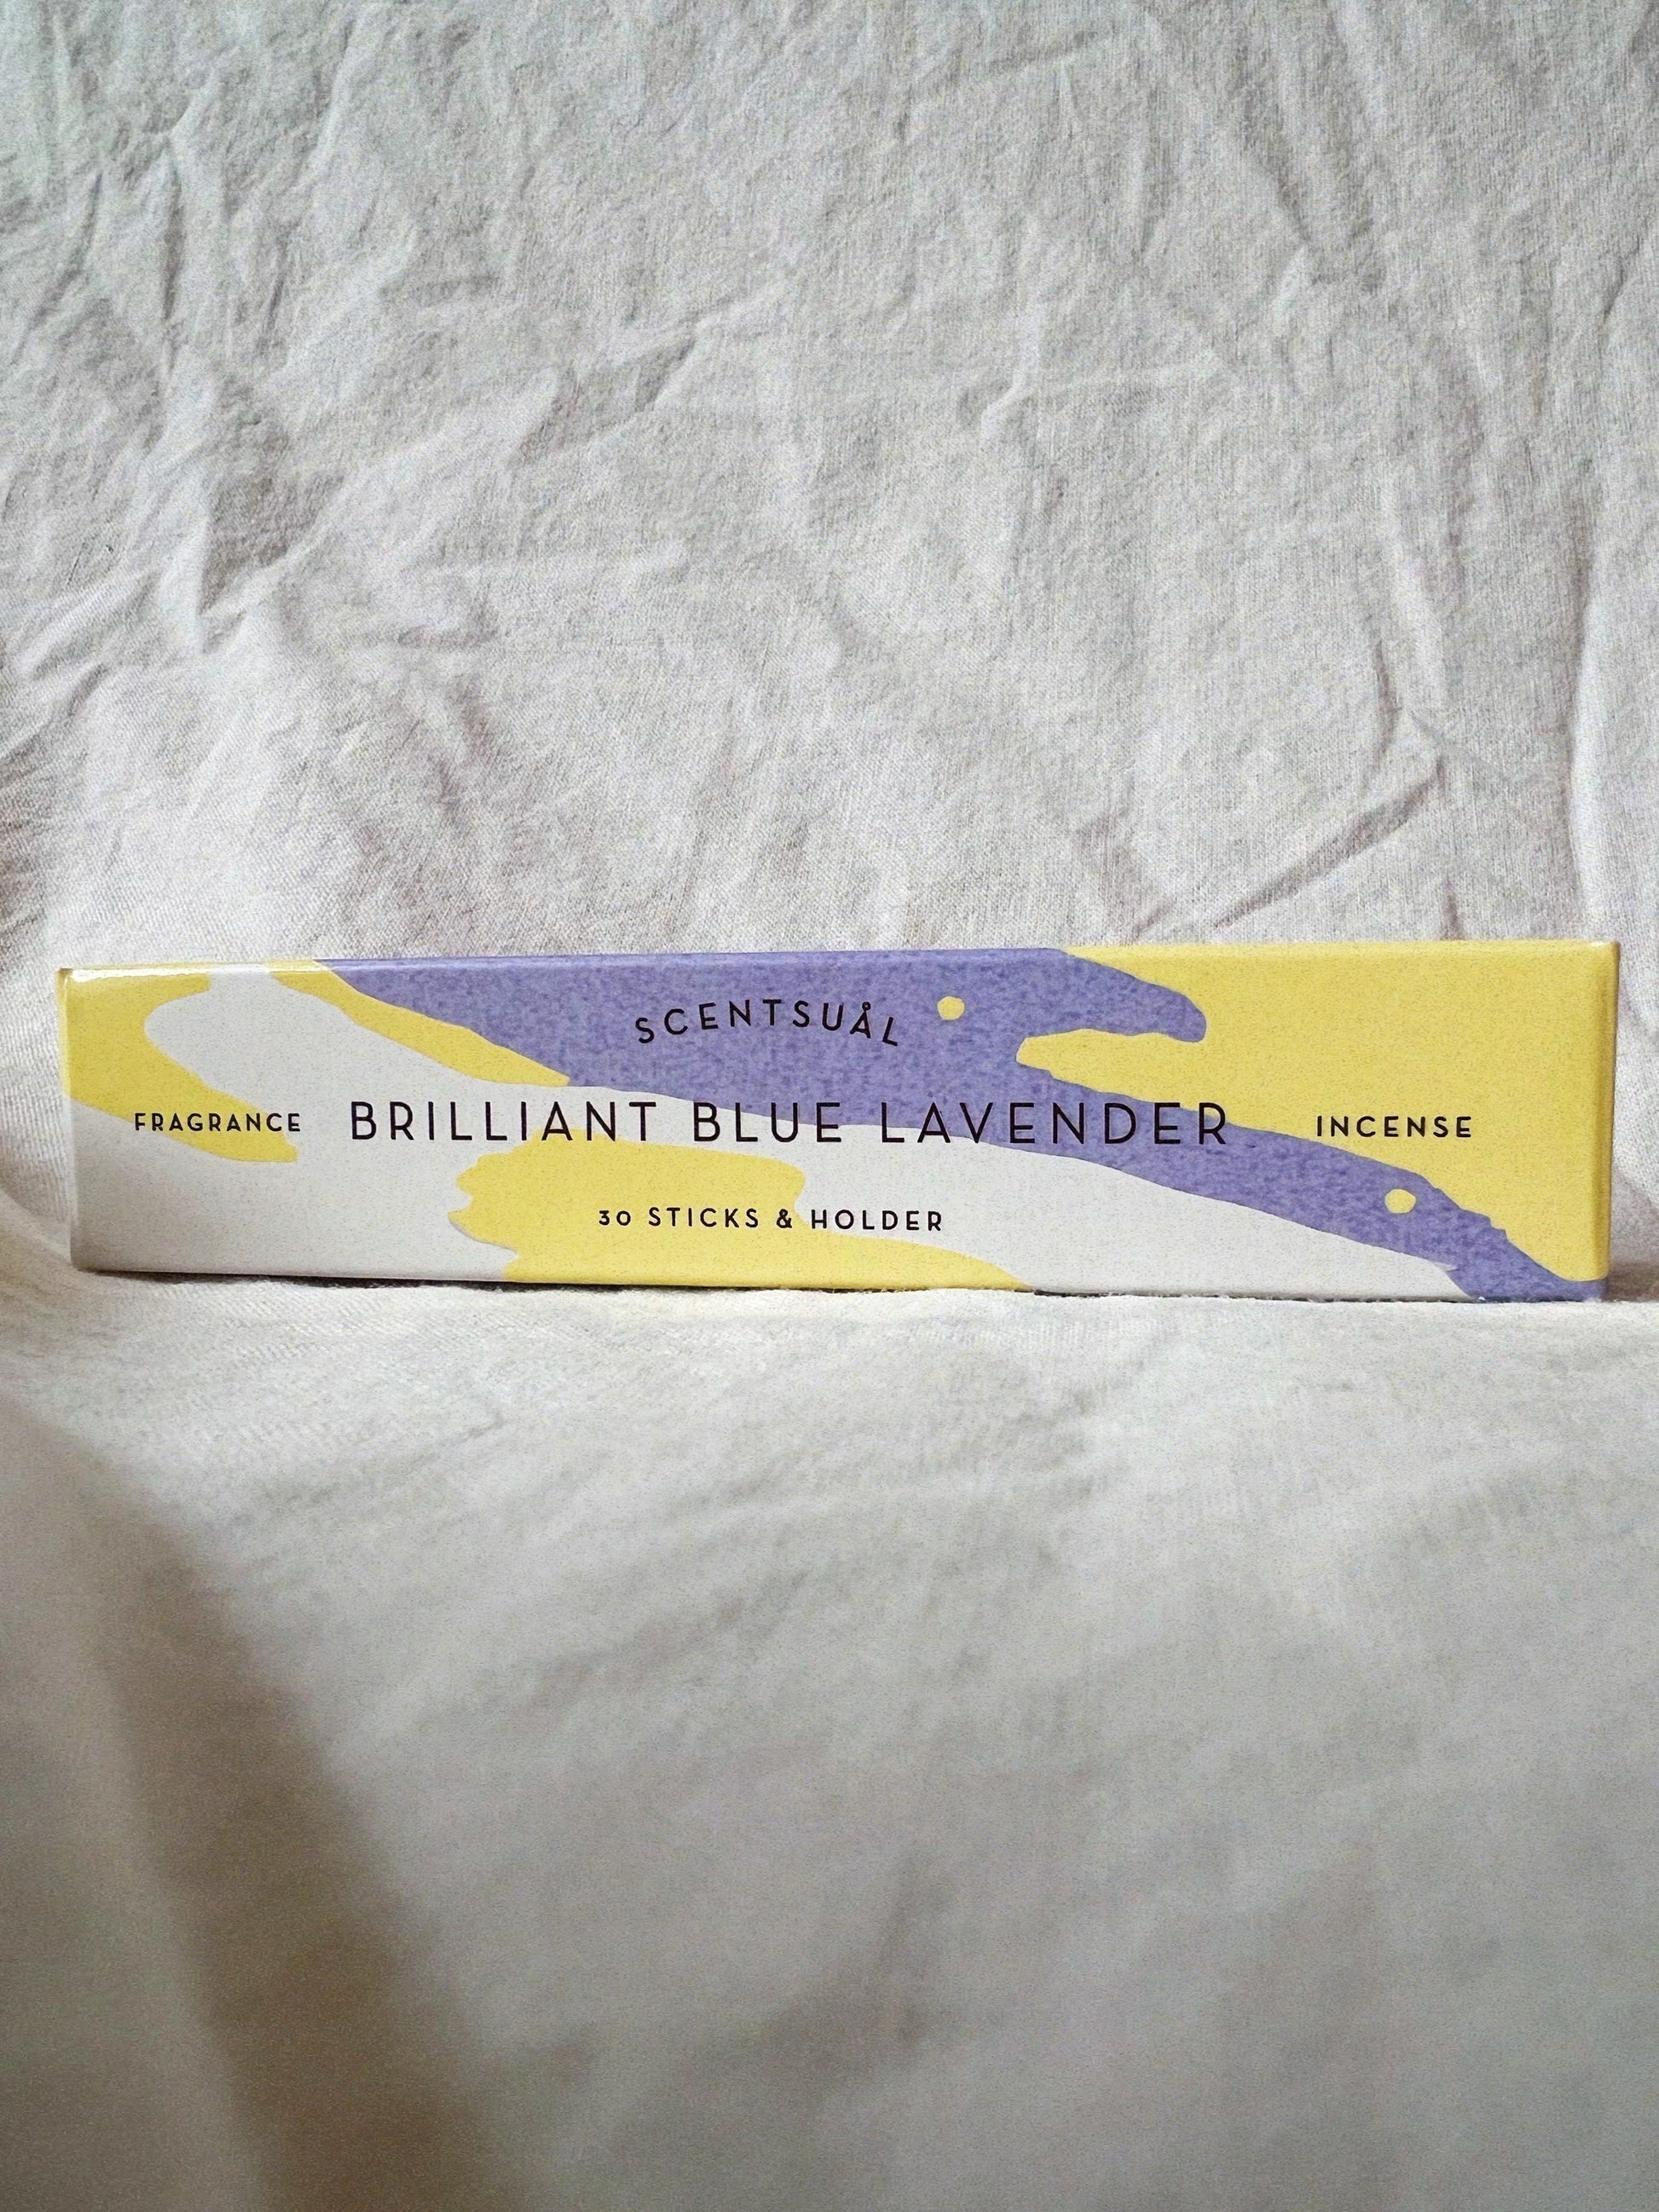 SCENTSUÅL
FRAGRANCE BRILLIANT BLUE LAVENDER INCENSE
30 STICKS & HOLDER